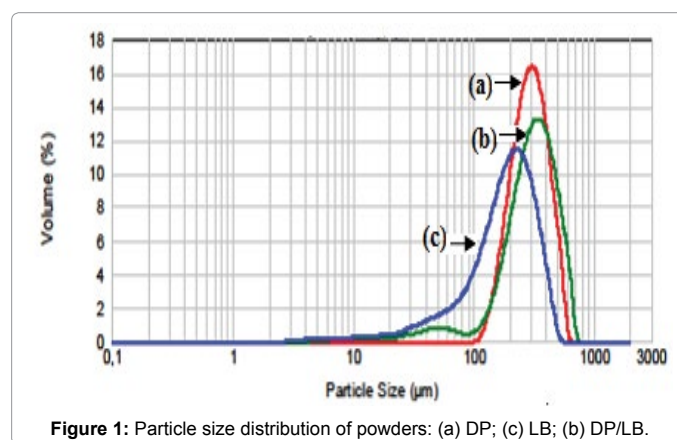 18
16
14
12
10
8
6
4
2
0
Volume (%)
(a)
(b)
(c)
0,1 1 10 100 1000 3000
Particle Size (µm)
Figure 1: Particle size distribution of powders: (a) DP; (c) LB; (b) DP/LB.